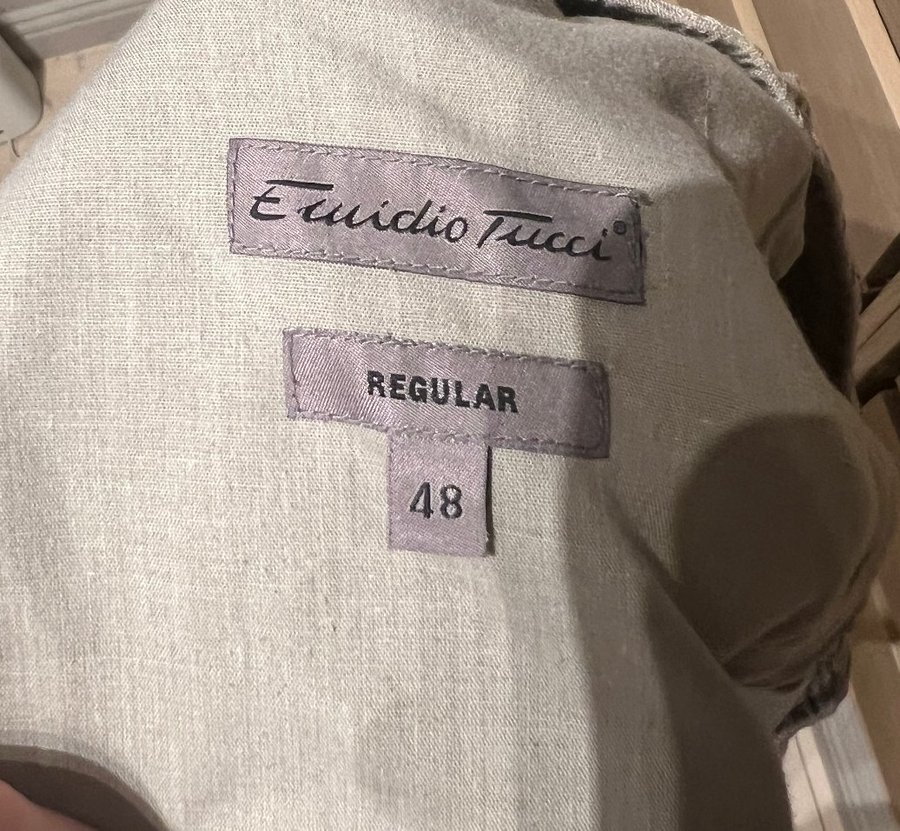 Emidio Tucci®
REGULAR
48